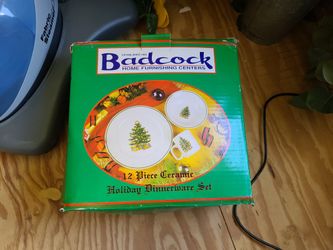 Badcock
HOME FURNISHING CENTERS
12 Piece Ceramic
Holiday Dinnerware Set